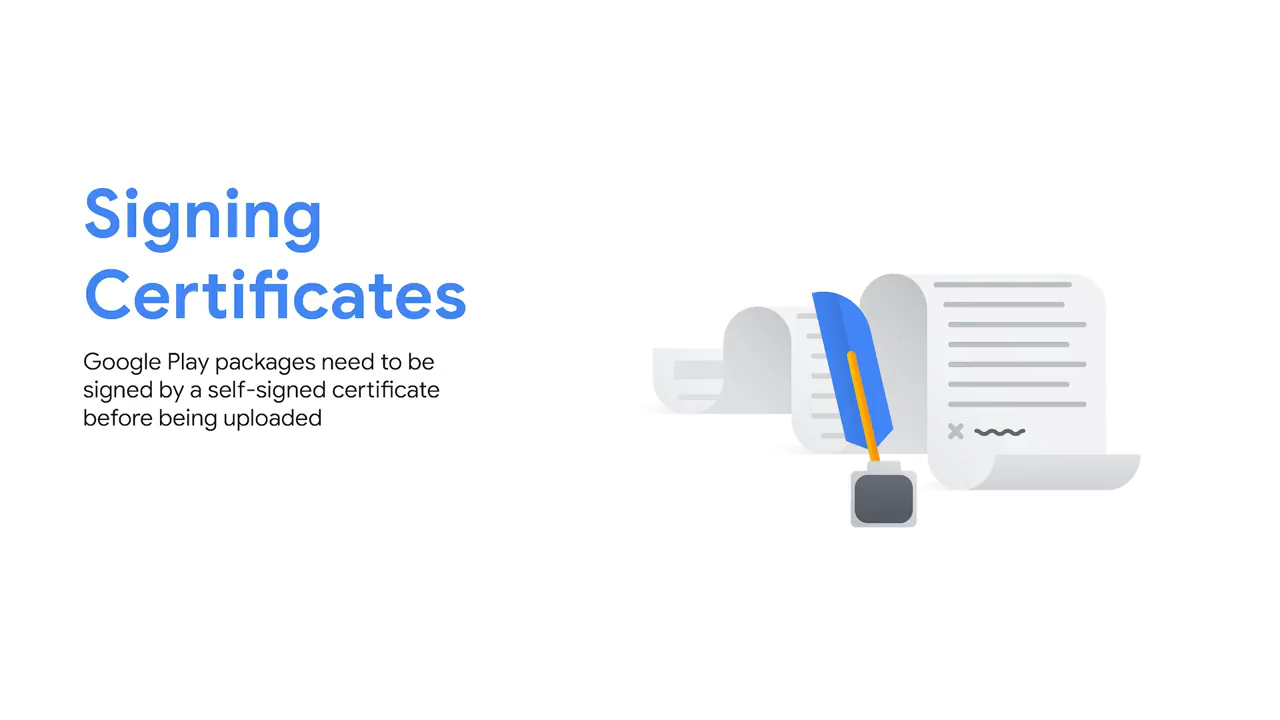 Signing
Certificates
Google Play packages need to be
signed by a self-signed certificate
before being uploaded